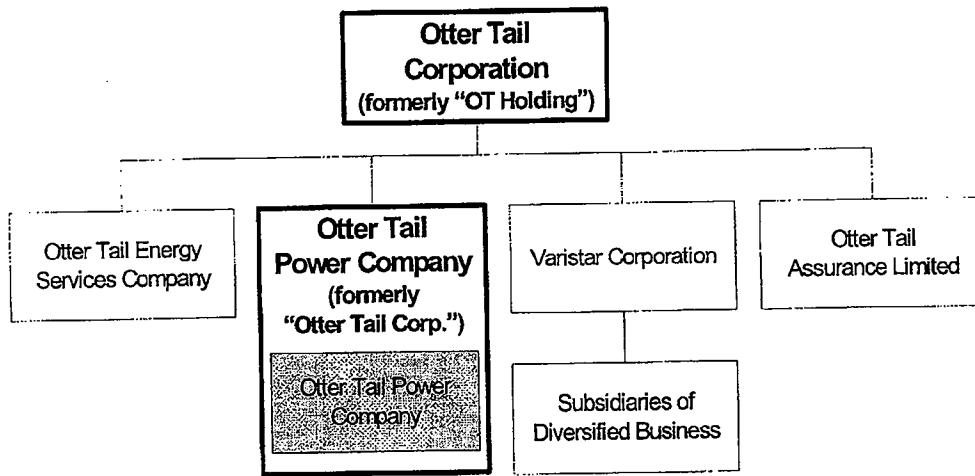 Otter Tail
Corporation
(formerly "OT Holding")
Otter Tail Energy
Services Company
Otter Tail
Power Company
(formerly
"Otter Tail Corp.")
Otter Tail Power
Company
Varistar Corporation
Subsidiaries of
Diversified Business
Otter Tail
Assurance Limited